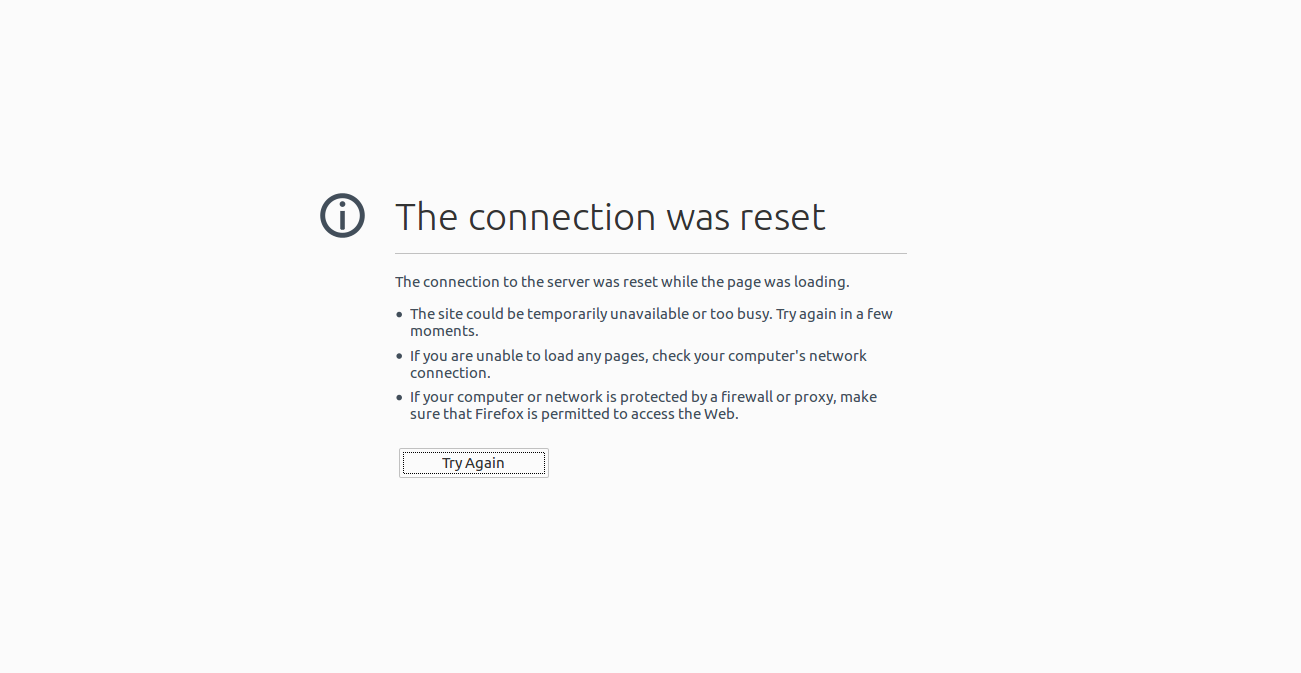 The connection was reset
The connection to the server was reset while the page was loading.
• The site could be temporarily unavailable or too busy. Try again in a few
moments.
• If you are unable to load any pages, check your computer's network
connection.
• If your computer or network is protected by a firewall or proxy, make
sure that Firefox is permitted to access the Web.
Try Again